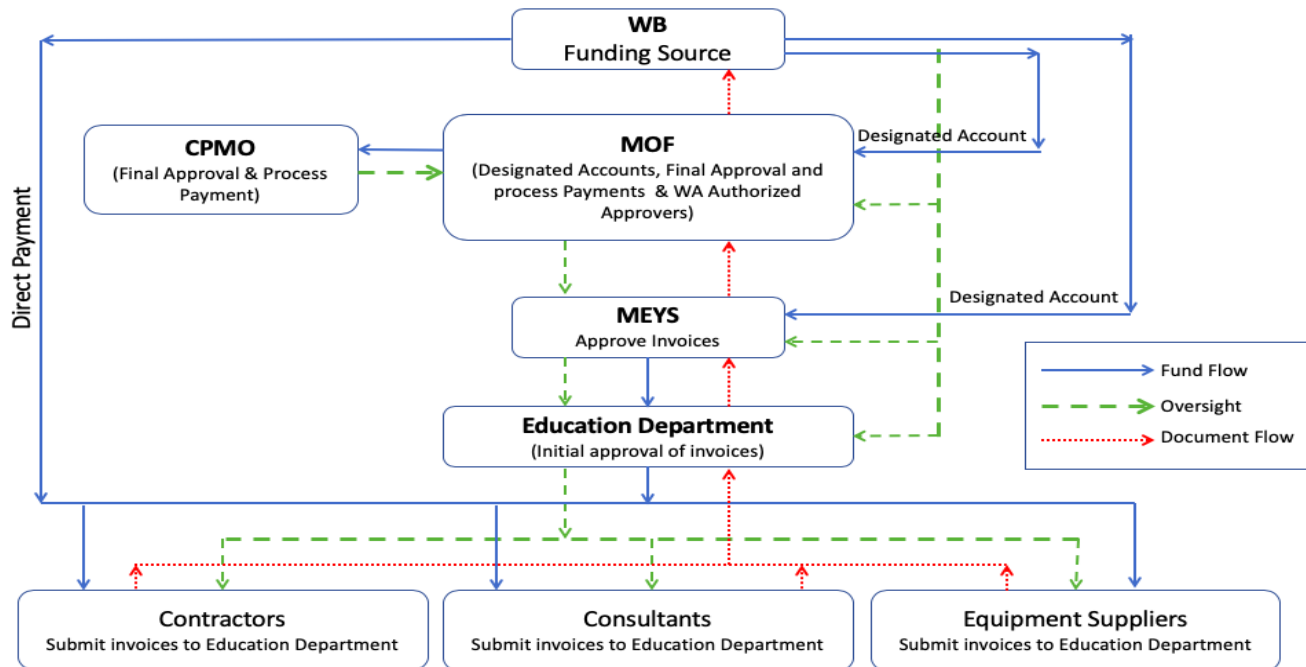 WB
Funding Source
CPMO
(Final Approval & Process
Payment)
MOF
(Designated Accounts, Final Approval and
process Payments & WA Authorized
Approvers)
Designated Account
Direct Payment
MEYS
Approve Invoices
Designated Account
Fund Flow
Oversight
Document Flow
Education Department
(Initial approval of invoices)
Contractors
Submit invoices to Education Department
Consultants
Submit invoices to Education Department
Equipment Suppliers
Submit invoices to Education Department